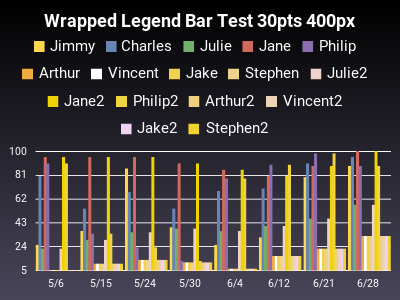 Wrapped Legend Bar Test 30pts 400px
Jimmy Charles Julie Jane Philip
Arthur Vincent Jake Stephen Julie2
Jane2 Philip2 Arthur2 Vincent2
Jake2 Stephen2
100
81
62
43
24
5
5/6 5/15 5/24 5/30 6/4 6/12 6/21 6/28